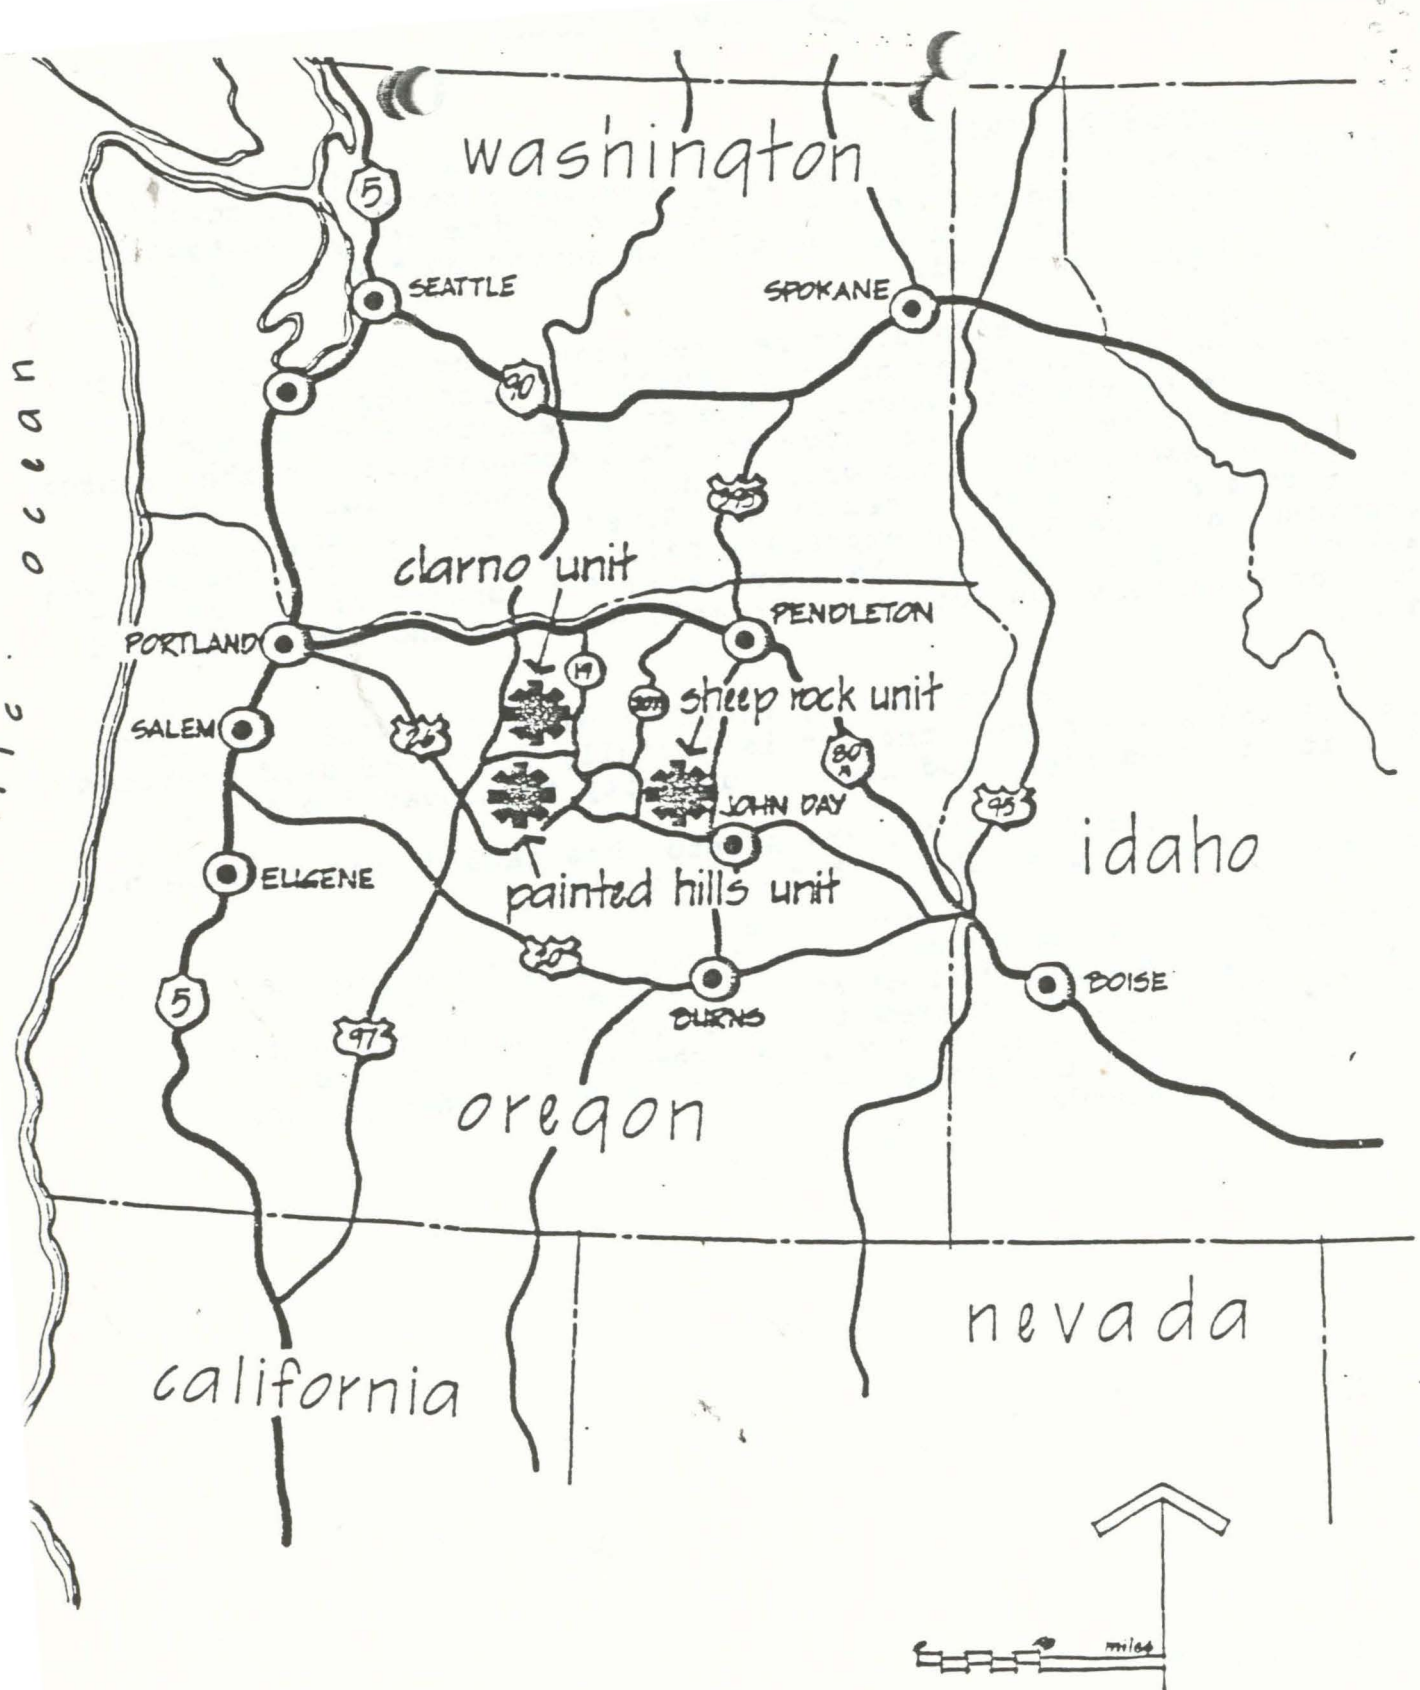 washington
5
SEATTLE
SPOKANE
90
ocean
395
clarno unit
PENDLETON
PORTLAND
19
sheep rock unit
SALEM
26
80
A
JOHN DAY
95
idaho
EUGENE
painted hills unit
20
BOISE
5
BURNS
97
oregon
nevada
california
miles